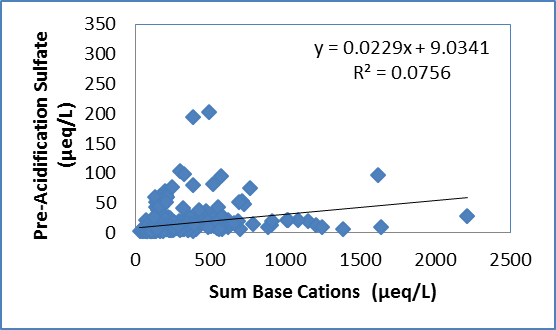 350
300
250
200
150
100
50
0
Pre-Acidification Sulfate
(µeq/L)
y = 0.0229x + 9.0341
R² = 0.0756
0 500 1000 1500 2000 2500
Sum Base Cations (µeq/L)